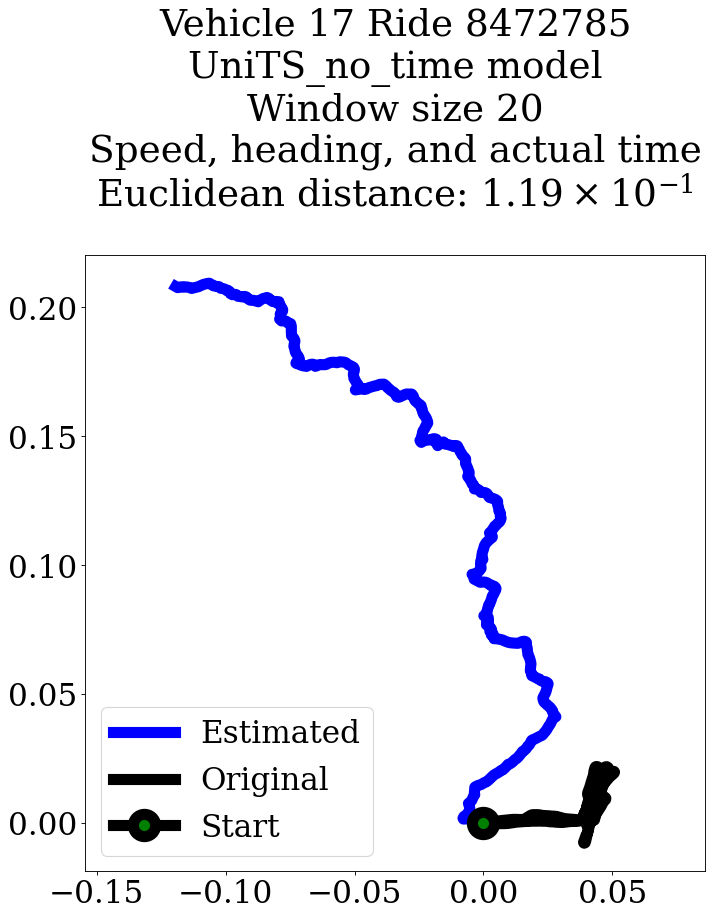 Vehicle 17 Ride 8472785
UniTS_no_time model
Window size 20
Speed, heading, and actual time
Euclidean distance: 1.19 × 10⁻¹
0.20
0.15
0.10
0.05
0.00
Estimated
Original
Start
−0.15 −0.10 −0.05 0.00 0.05